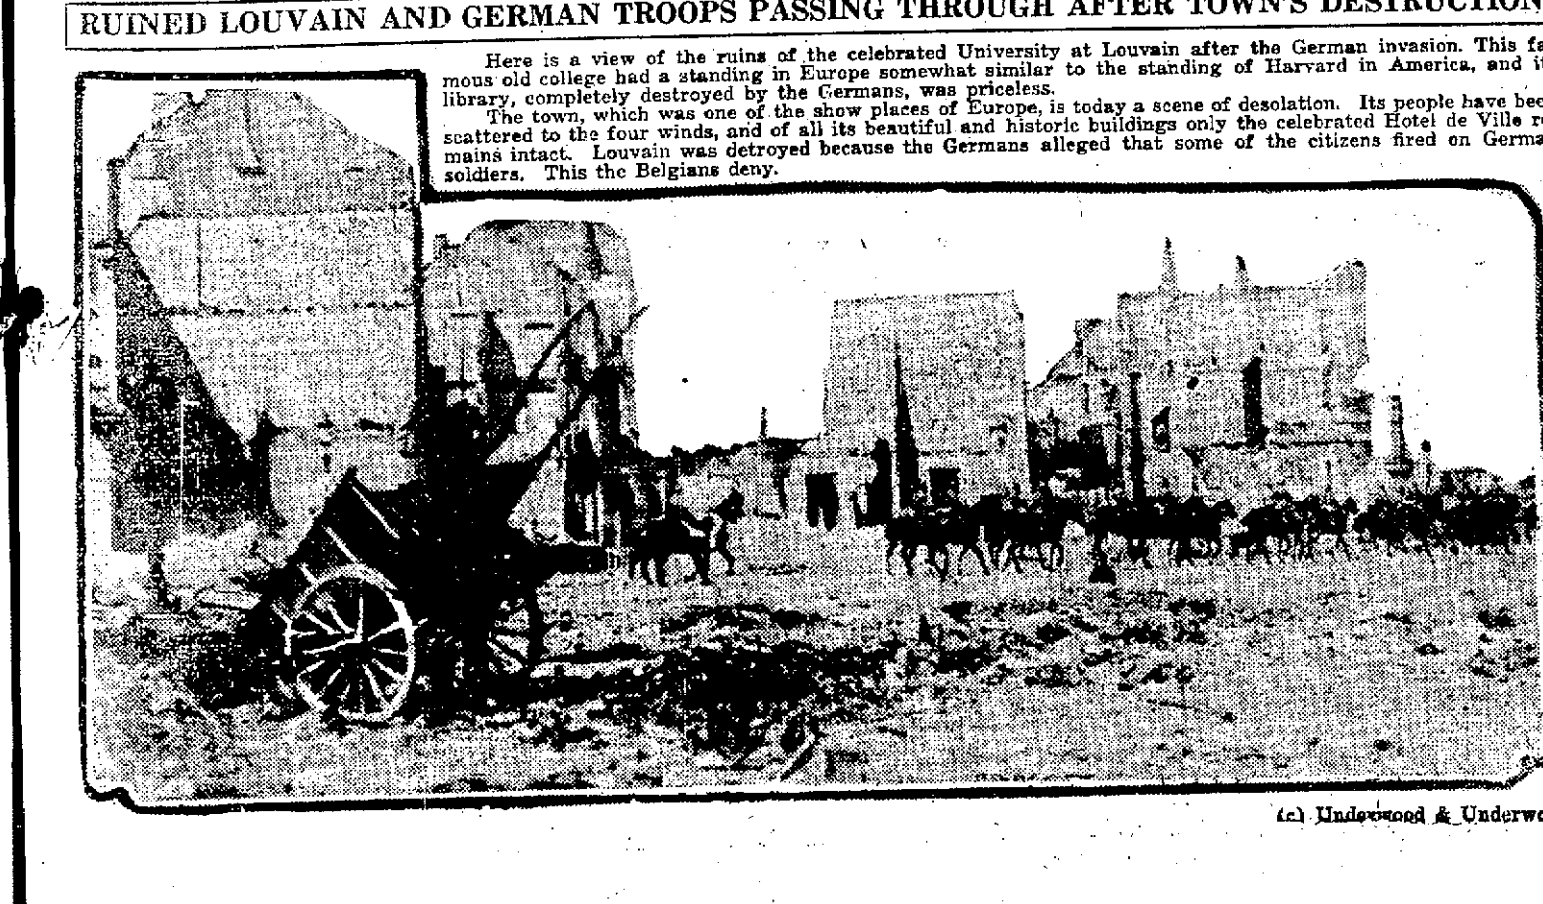 RUINED LOUVAIN AND GERMAN TROOPS PASSING THROUGH AFTER TOWN'S DESTRUCTION
Here is a view of the ruins of the celebrated University at Louvain after the German invasion. This fa
mous old college had a standing in Europe somewhat similar to the standing of Harvard in America, and it
library, completely destroyed by the Germans, was priceless.
The town, which was one of the show places of Europe, is today a scene of desolation. Its people have bee
scattered to the four winds, and of all its beautiful and historic buildings only the celebrated Hotel de Ville re
mains intact. Louvain was detroyed because the Germans alleged that some of the citizens fired on Germa
soldiers. This the Belgians deny.
(c) Underwood & Underwo